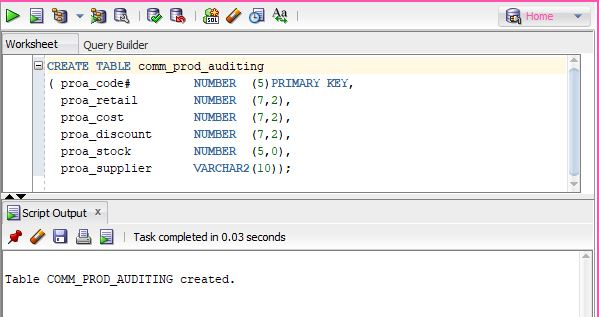 Home
Worksheet Query Builder
CREATE TABLE comm_prod_auditing
( proa_code# NUMBER (5)PRIMARY KEY,
proa_retail NUMBER (7,2),
proa_cost NUMBER (7,2),
proa_discount NUMBER (7,2),
proa_stock NUMBER (5,0),
proa_supplier VARCHAR2(10));
Script Output x
Task completed in 0.03 seconds
Table COMM_PROD_AUDITING created.